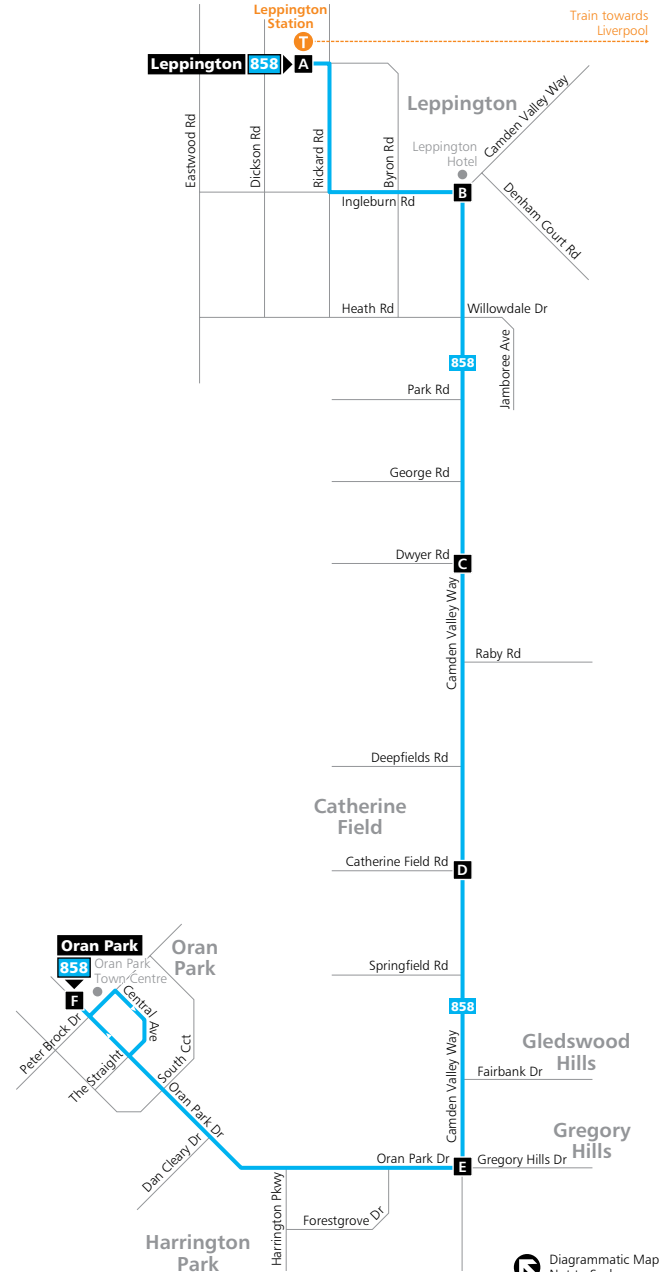 Leppington
Station
T
Train towards
Liverpool
Leppington 858 A
Leppington
Camden Valley Way
Eastwood Rd
Dickson Rd
Rickard Rd
Byron Rd
Leppington
Hotel
B
Ingleburn Rd
Denham Court Rd
Heath Rd
Willowdale Dr
Jamboree Ave
858
Park Rd
George Rd
Dwyer Rd
C
Camden Valley Way
Raby Rd
Deepfields Rd
Catherine
Field
Catherine Field Rd
D
Oran Park
858
Oran Park
Town Centre
Oran
Park
Springfield Rd
F
Central
Ave
858
Peter Brock Dr
The Straight
South Cct
Oran Park Dr
Camden Valley Way
Gledswood
Hills
Fairbank Dr
Gregory
Hills
Dan Cleary Dr
Oran Park Dr
E
Gregory Hills Dr
Harrington Pkwy
Forestgrove Dr
Harrington
Park
Diagrammatic Map
Not to Scale